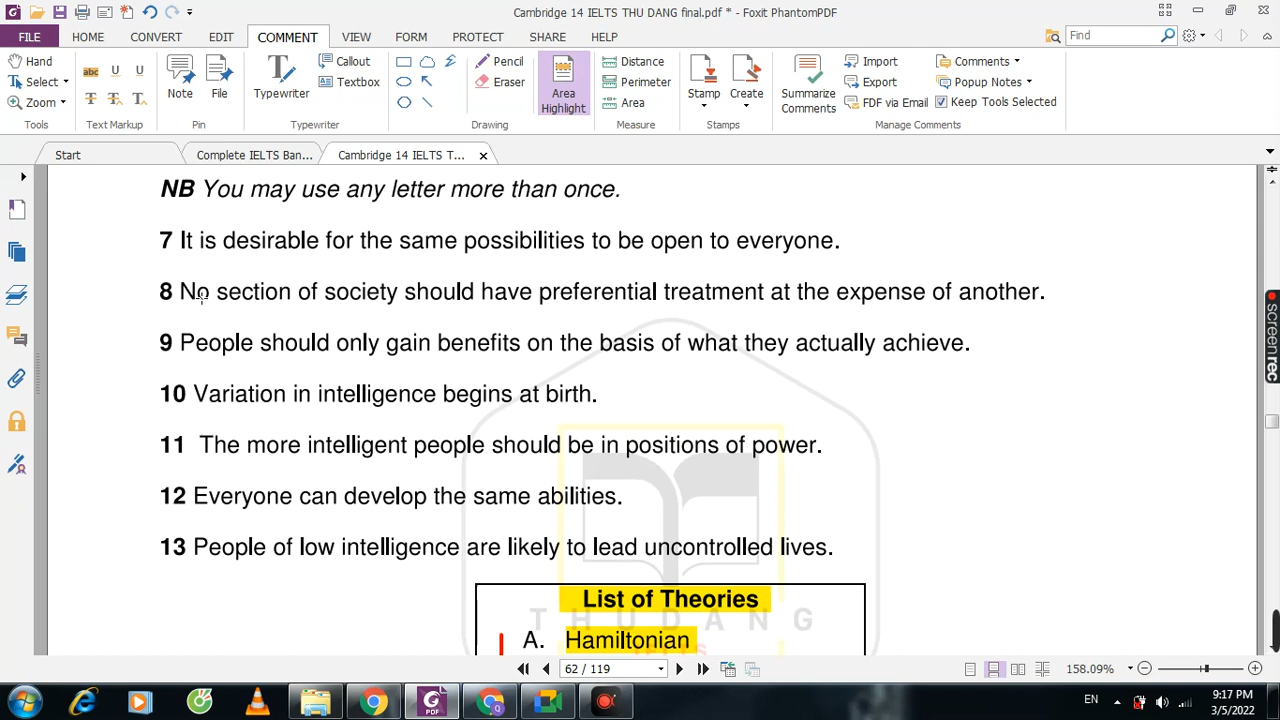 Cambridge 14 IELTS THU DANG final.pdf * - Foxit PhantomPDF
FILE HOME CONVERT EDIT COMMENT VIEW FORM PROTECT SHARE HELP Find
Hand Select Zoom Tools
abc U U T T T Text Markup
Note File Pin
Typewriter Callout Textbox Typewriter
Pencil Eraser Drawing
Area Highlight
Distance Perimeter Area Measure
Stamp Create Stamps
Summarize Comments Import Export FDF via Email Comments Popup Notes Keep Tools Selected Manage Comments
Start Complete IELTS Ban... Cambridge 14 IELTS T...
NB You may use any letter more than once.
7 It is desirable for the same possibilities to be open to everyone.
8 No section of society should have preferential treatment at the expense of another.
9 People should only gain benefits on the basis of what they actually achieve.
10 Variation in intelligence begins at birth.
11 The more intelligent people should be in positions of power.
12 Everyone can develop the same abilities.
13 People of low intelligence are likely to lead uncontrolled lives.
List of Theories
THUDANG
A. Hamiltonian
IELTS
screenrec
62 / 119 158.09%
PDF
EN 9:17 PM
3/5/2022